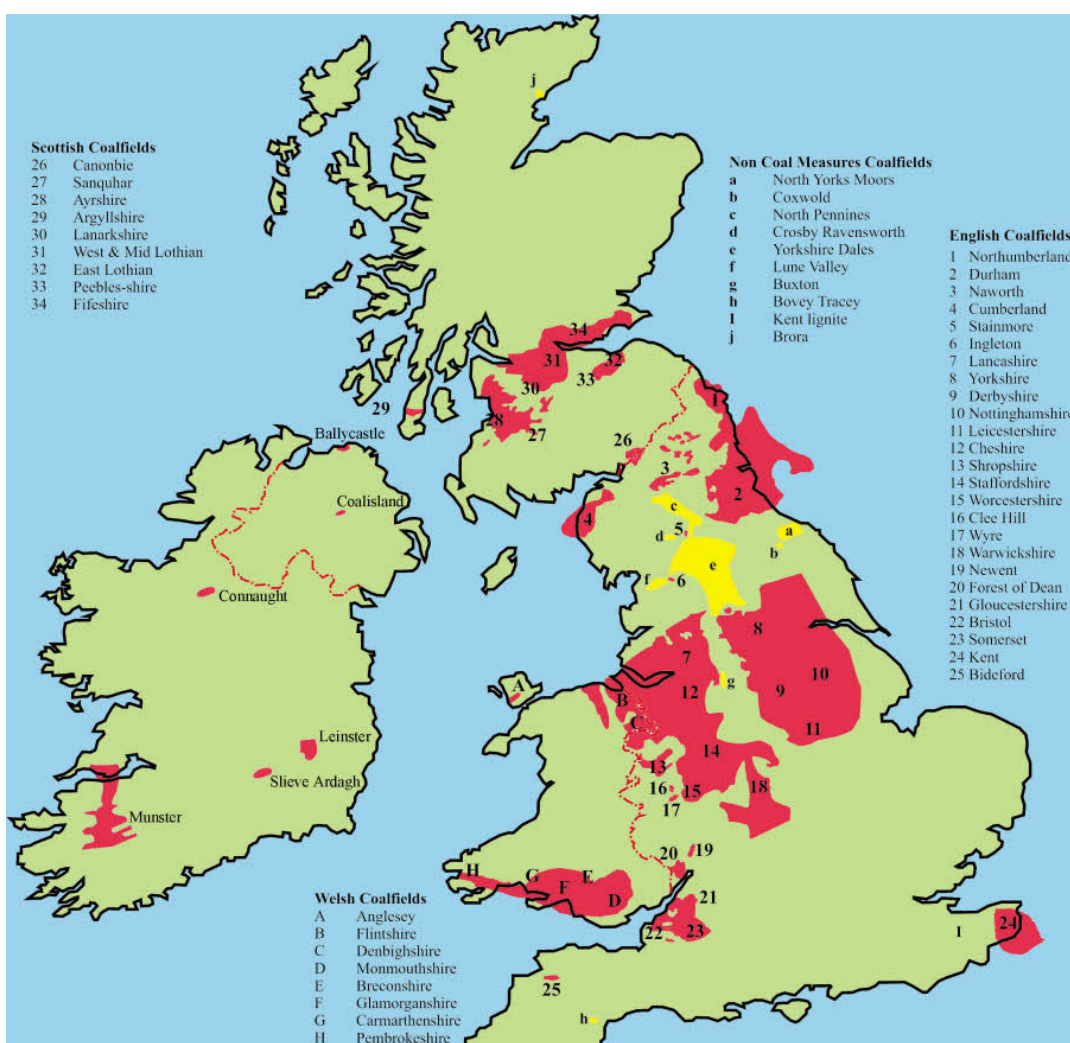 Scottish Coalfields
26 Canonbie
27 Sanquhar
28 Ayrshire
29 Argyllshire
30 Lanarkshire
31 West & Mid Lothian
32 East Lothian
33 Peebles-shire
34 Fifeshire
Non Coal Measures Coalfields
a North Yorks Moors
b Coxwold
c North Pennines
d Crosby Ravensworth
e Yorkshire Dales
f Lune Valley
g Buxton
h Bovey Tracey
I Kent lignite
j Brora
English Coalfields
1 Northumberland
2 Durham
3 Naworth
4 Cumberland
5 Stainmore
6 Ingleton
7 Lancashire
8 Yorkshire
9 Derbyshire
10 Nottinghamshire
11 Leicestershire
12 Cheshire
13 Shropshire
14 Staffordshire
15 Worcestershire
16 Clee Hill
17 Wyre
18 Warwickshire
19 Newent
20 Forest of Dean
21 Gloucestershire
22 Bristol
23 Somerset
24 Kent
25 Bideford
Welsh Coalfields
A Anglesey
B Flintshire
C Denbighshire
D Monmouthshire
E Breconshire
F Glamorganshire
G Carmarthenshire
H Pembrokeshire
j
34
31
32
33
30
29
28
27
26
1
3
2
4
c
5
d
a
b
e
f
6
8
7
10
9
12
g
11
A
B
C
14
13
16
15
17
18
19
20
H
G
E
F
D
21
22
23
24
I
25
h
Ballycastle
Coalisland
Connaught
Leinster
Slieve Ardagh
Munster